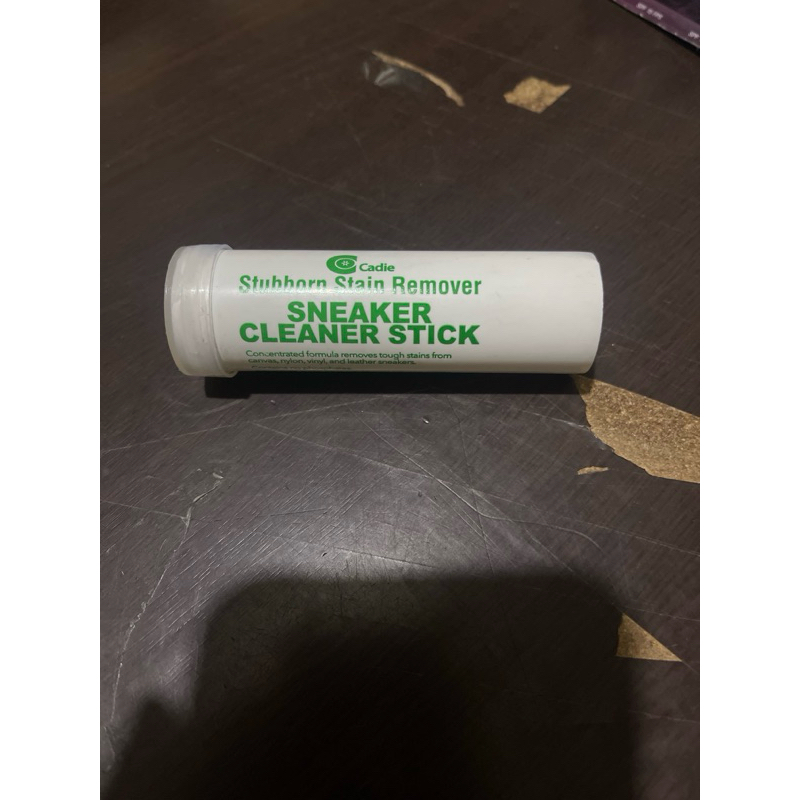 Cadie
Stubborn Stain Remover
SNEAKER
CLEANER STICK
Concentrated formula removes tough stains from
canvas, nylon, vinyl, and leather sneakers.